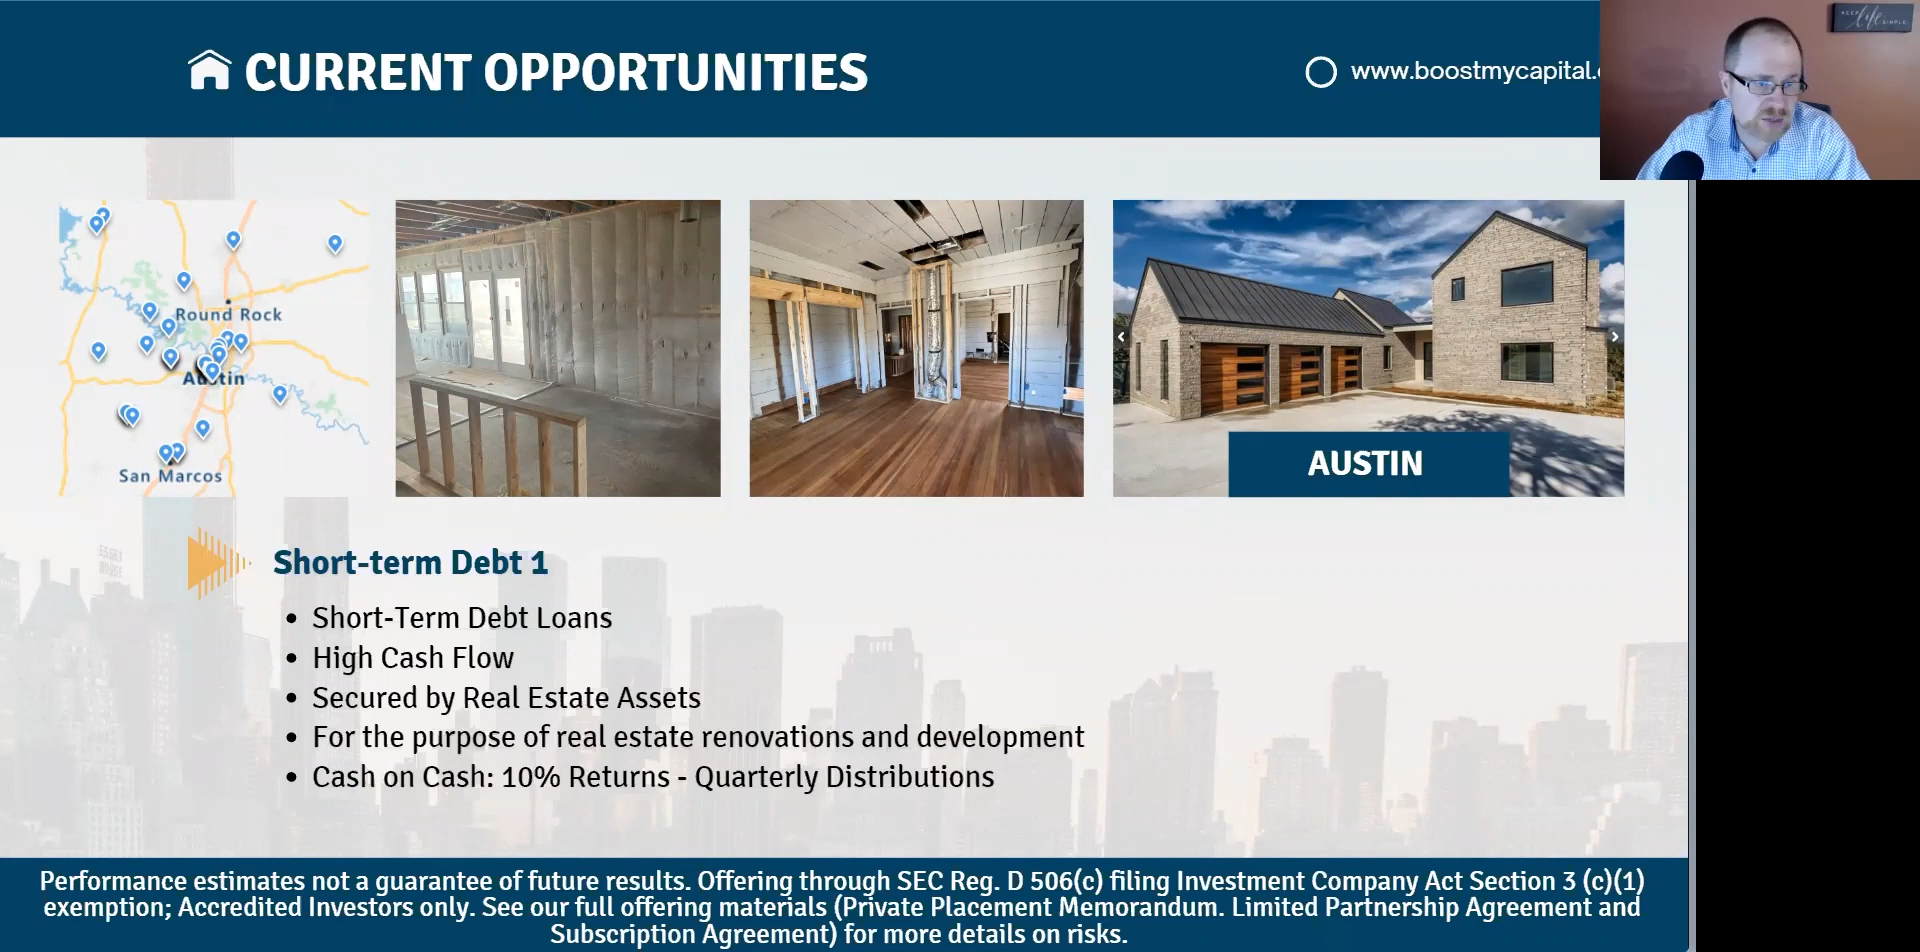 CURRENT OPPORTUNITIES
www.boostmycapital.
KEEP life SIMPLE.
Round Rock
Austin
San Marcos
AUSTIN
Short-term Debt 1
• Short-Term Debt Loans
• High Cash Flow
• Secured by Real Estate Assets
• For the purpose of real estate renovations and development
• Cash on Cash: 10% Returns - Quarterly Distributions
Performance estimates not a guarantee of future results. Offering through SEC Reg. D 506(c) filing Investment Company Act Section 3 (c)(1)
exemption; Accredited Investors only. See our full offering materials (Private Placement Memorandum. Limited Partnership Agreement and
Subscription Agreement) for more details on risks.